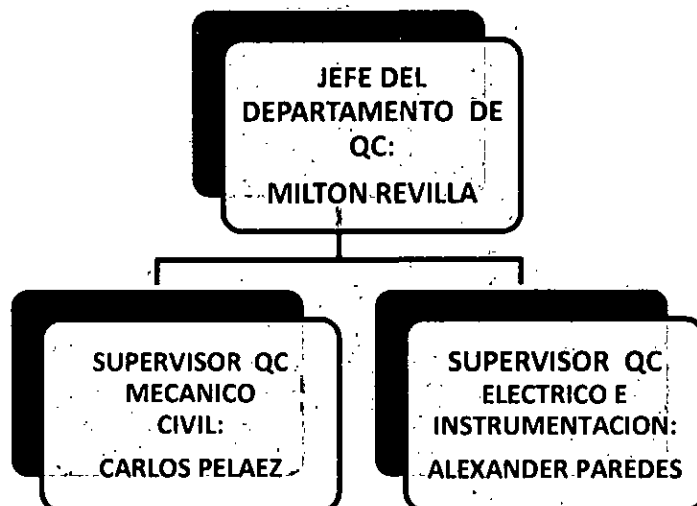 JEFE DEL
DEPARTAMENTO DE
QC:
MILTON REVILLA
SUPERVISOR QC
MECANICO
CIVIL:
CARLOS PELAEZ
SUPERVISOR QC
ELECTRICO E
INSTRUMENTACION:
ALEXANDER PAREDES